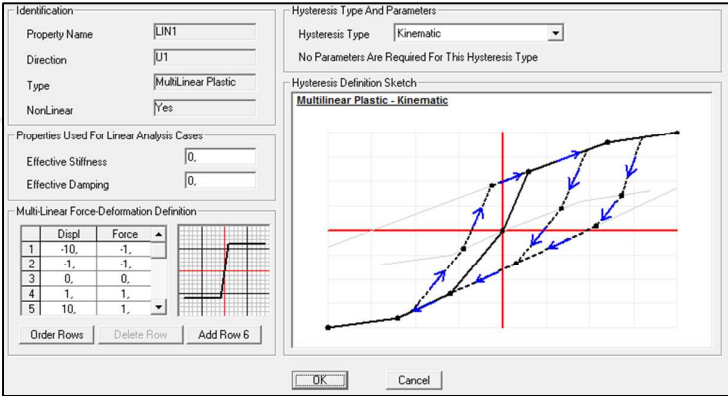 Identification
Property Name LIN1
Direction U1
Type MultiLinear Plastic
NonLinear Yes
Properties Used For Linear Analysis Cases
Effective Stiffness 0,
Effective Damping 0,
Multi-Linear Force-Deformation Definition
Displ Force
1 -10, -1,
2 -1, -1,
3 0, 0,
4 1, 1,
5 10, 1,
Order Rows Delete Row Add Row 6
Hysteresis Type And Parameters
Hysteresis Type Kinematic
No Parameters Are Required For This Hysteresis Type
Hysteresis Definition Sketch
Multilinear Plastic - Kinematic
OK Cancel